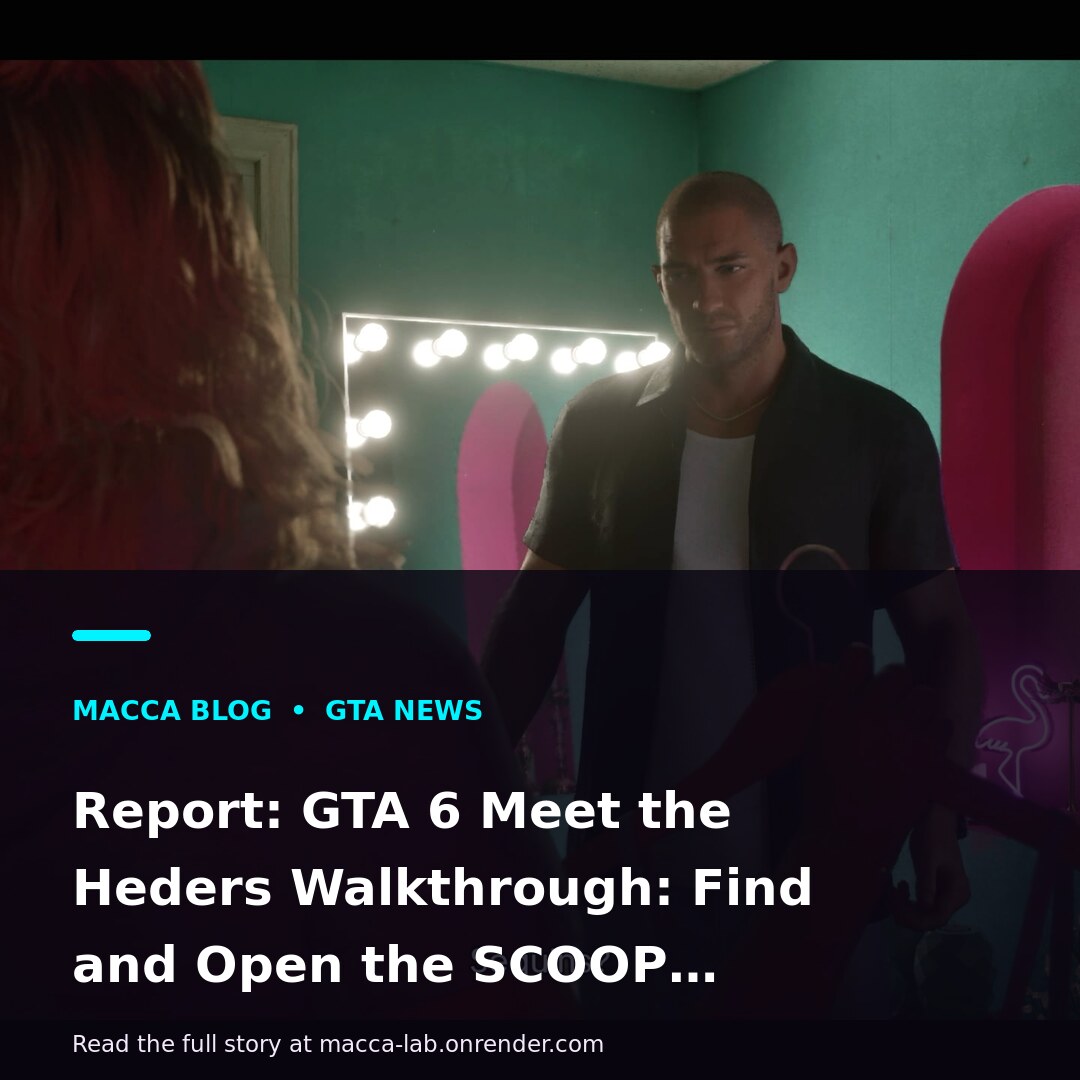 MACCA BLOG • GTA NEWS
Report: GTA 6 Meet the
Heders Walkthrough: Find
and Open the SCOOP...
Read the full story at macca-lab.onrender.com